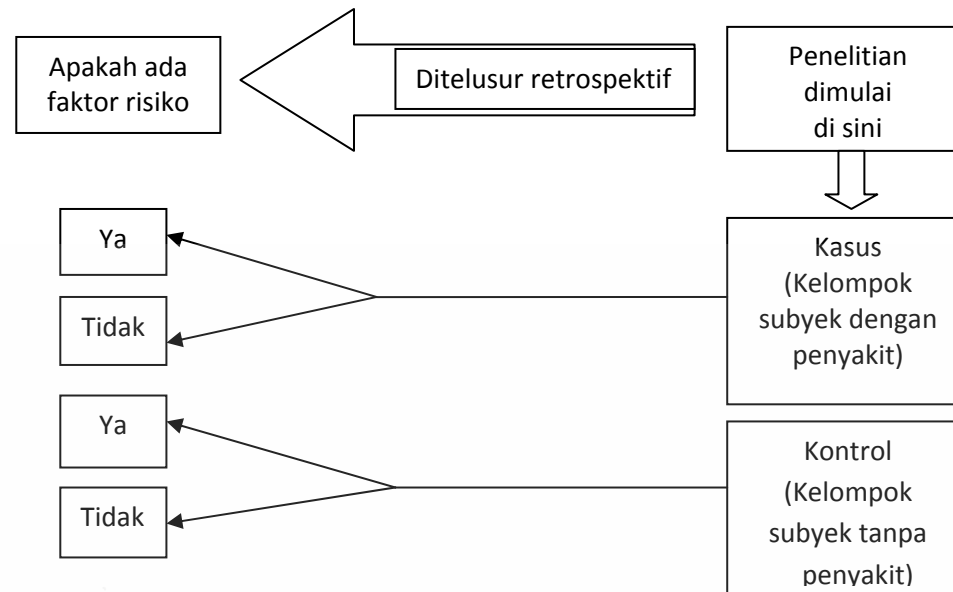 Apakah ada
faktor risiko
Ditelusur retrospektif
Penelitian
dimulai
di sini
Ya
Tidak
Kasus
(Kelompok
subyek dengan
penyakit)
Ya
Tidak
Kontrol
(Kelompok
subyek tanpa
penyakit)